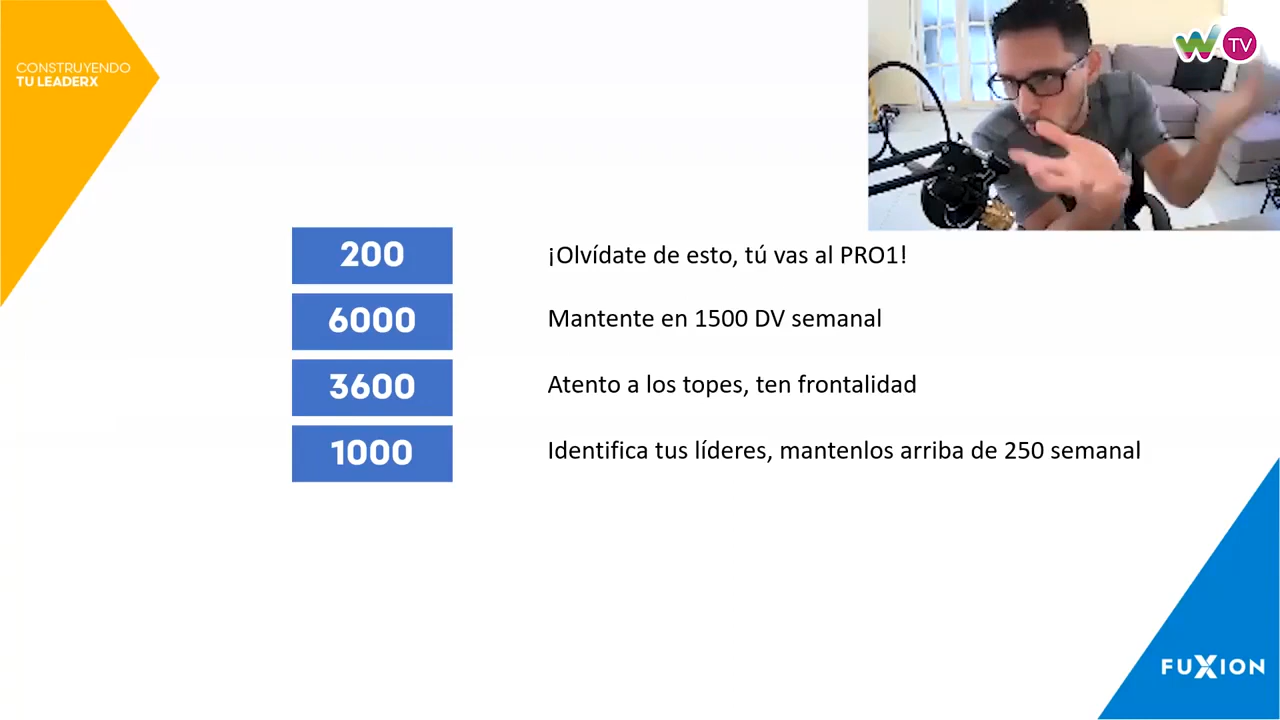 CONSTRUYENDO
TU LEADERX
W TV
200 ¡Olvídate de esto, tú vas al PRO1!
6000 Mantente en 1500 DV semanal
3600 Atento a los topes, ten frontalidad
1000 Identifica tus líderes, mantenlos arriba de 250 semanal
FUXION